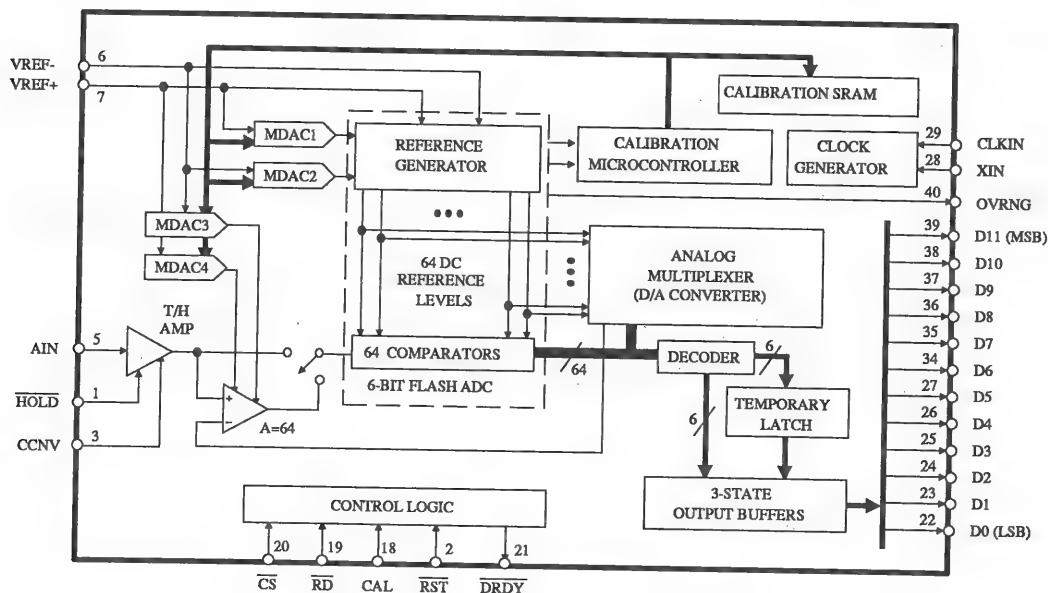 6
VREF-
VREF+
7
CALIBRATION SRAM
MDAC1
REFERENCE
GENERATOR
CALIBRATION
MICROCONTROLLER
CLOCK
GENERATOR
29
CLKIN
28
XIN
MDAC2
40
OVRNG
MDAC3
MDAC4
64 DC
REFERENCE
LEVELS
ANALOG
MULTIPLEXER
(D/A CONVERTER)
39
D11 (MSB)
38
D10
37
D9
36
D8
35
D7
34
D6
27
D5
26
D4
25
D3
24
D2
23
D1
22
D0 (LSB)
T/H
AMP
AIN
5
HOLD
1
CCNV
3
+
−
A=64
64 COMPARATORS
6-BIT FLASH ADC
64
DECODER
6
6
TEMPORARY
LATCH
3-STATE
OUTPUT BUFFERS
CONTROL LOGIC
20
19
18
2
21
CS
RD
CAL
RST
DRDY